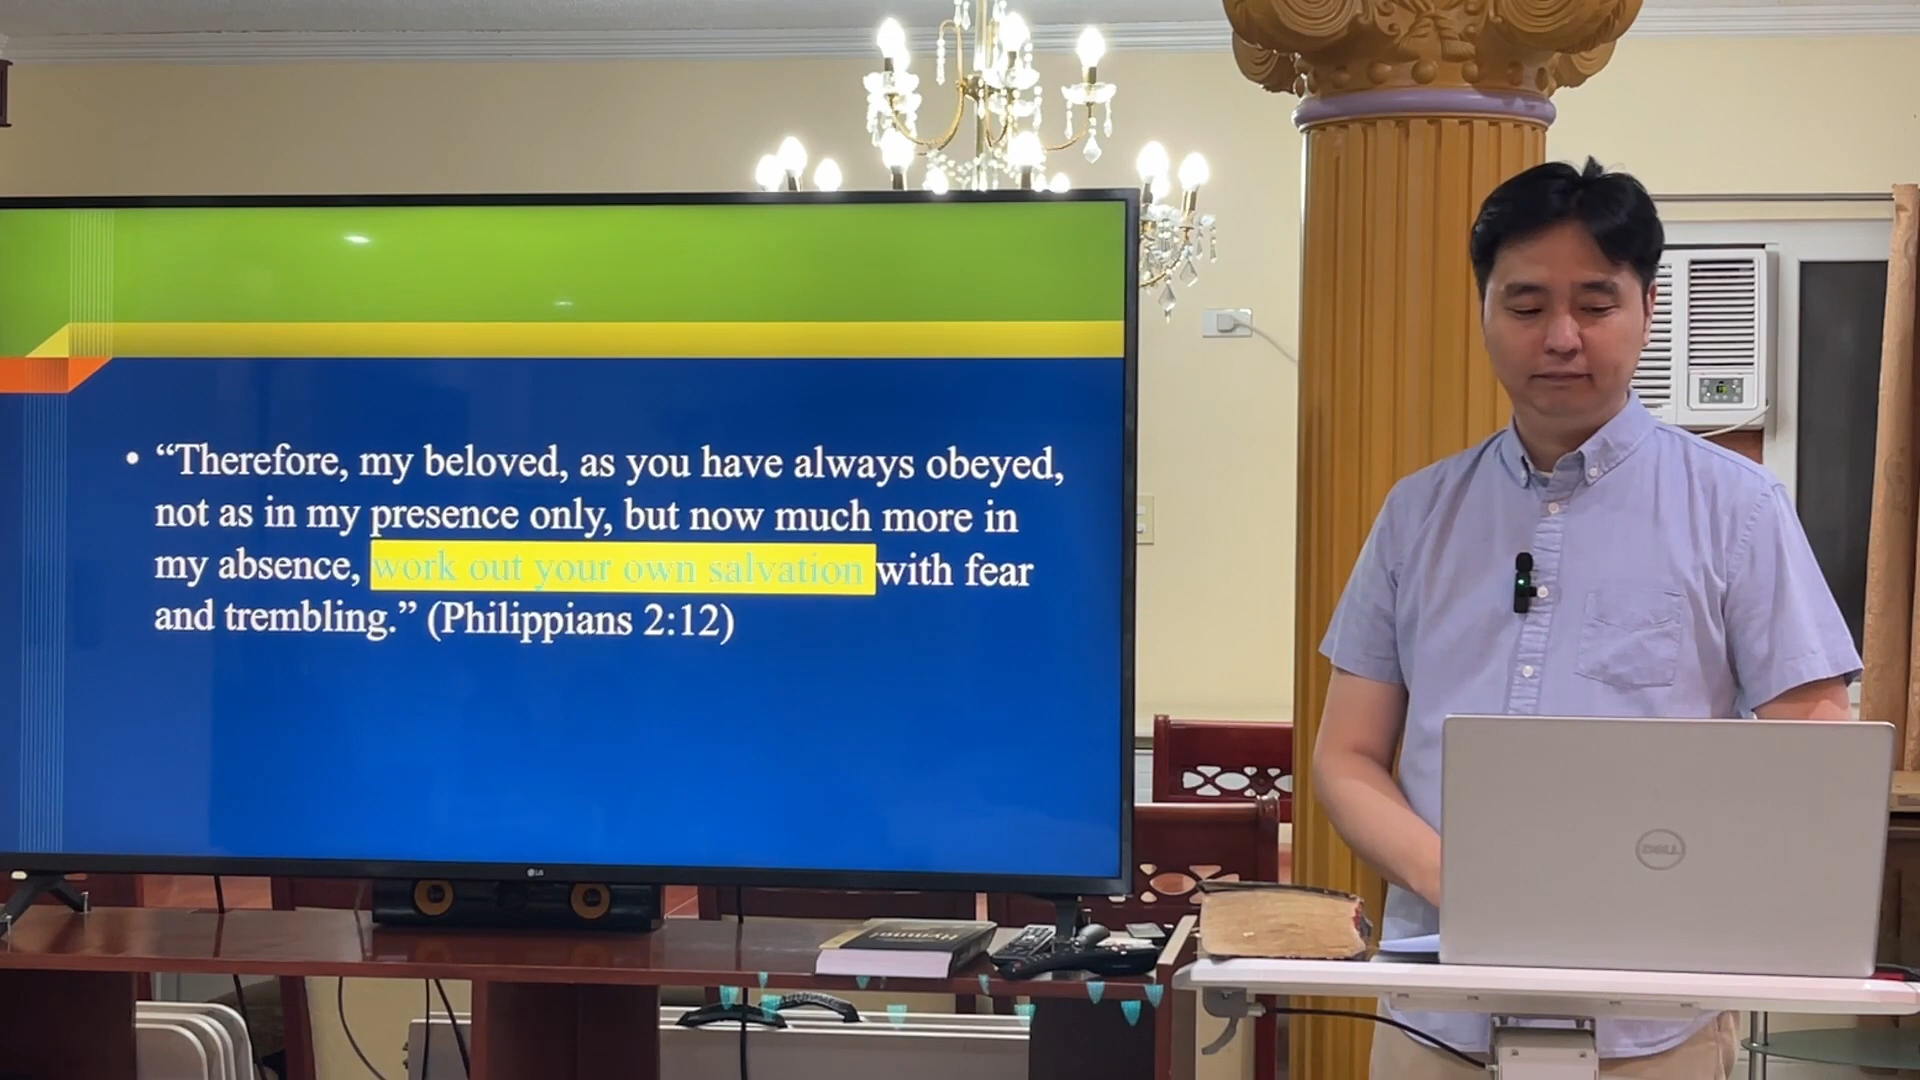 • “Therefore, my beloved, as you have always obeyed,
not as in my presence only, but now much more in
my absence, work out your own salvation with fear
and trembling.” (Philippians 2:12)
LG
Hymnal
DELL